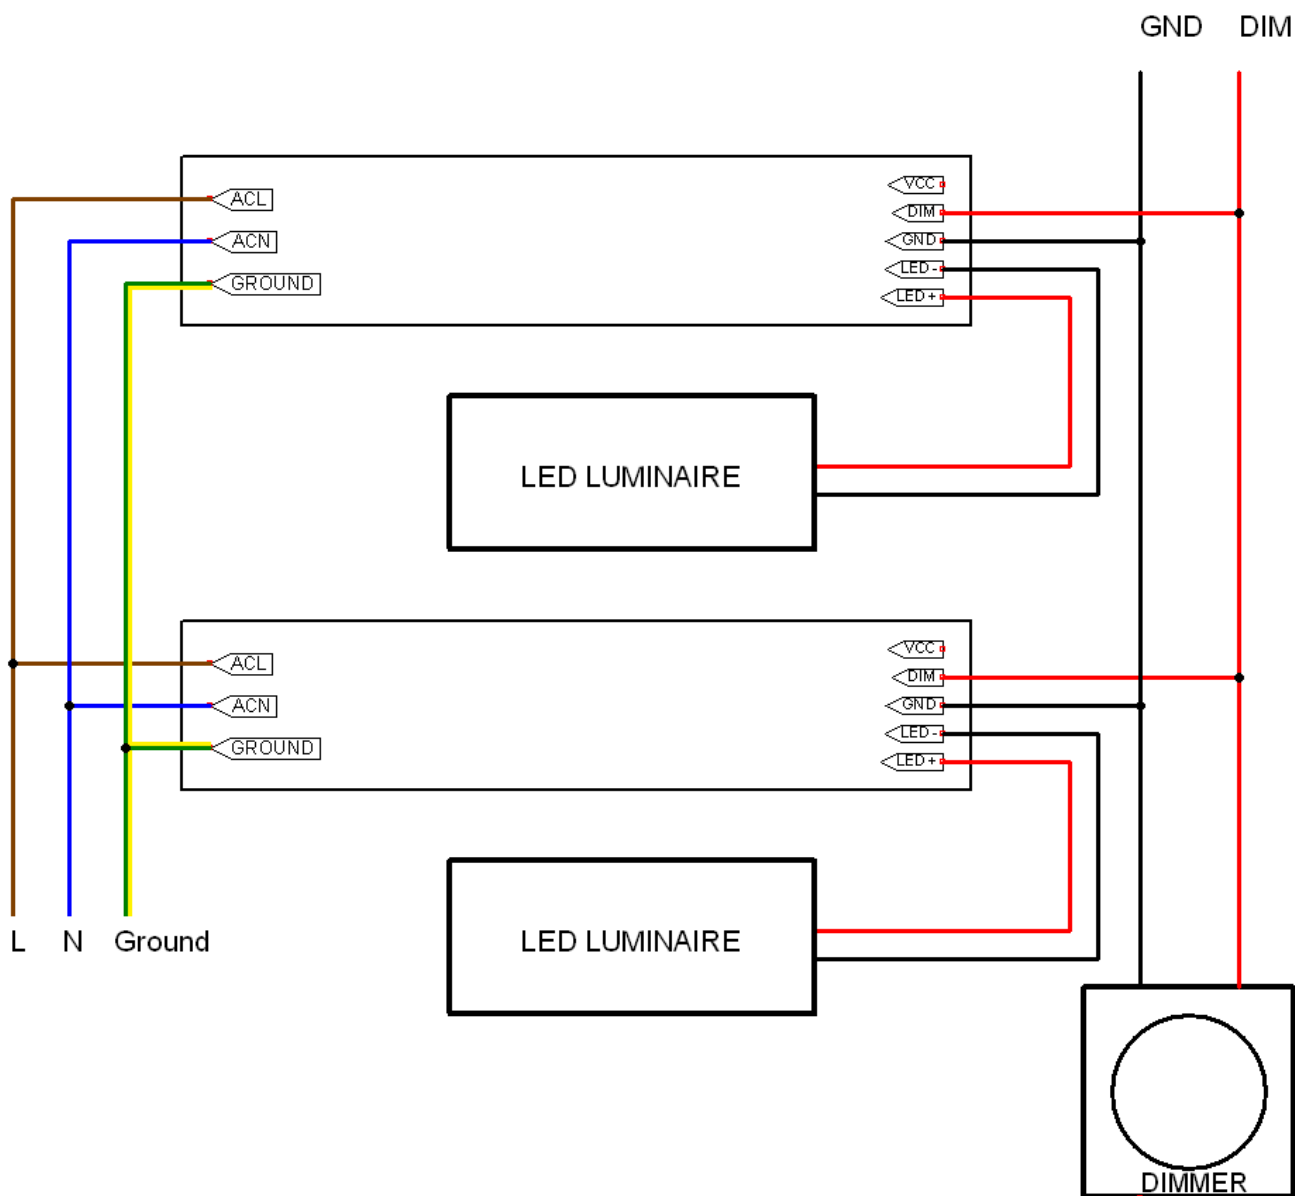 GND DIM
ACL
ACN
GROUND
VCC
DIM
GND
LED -
LED +
LED LUMINAIRE
ACL
ACN
GROUND
VCC
DIM
GND
LED -
LED +
L N Ground
LED LUMINAIRE
DIMMER